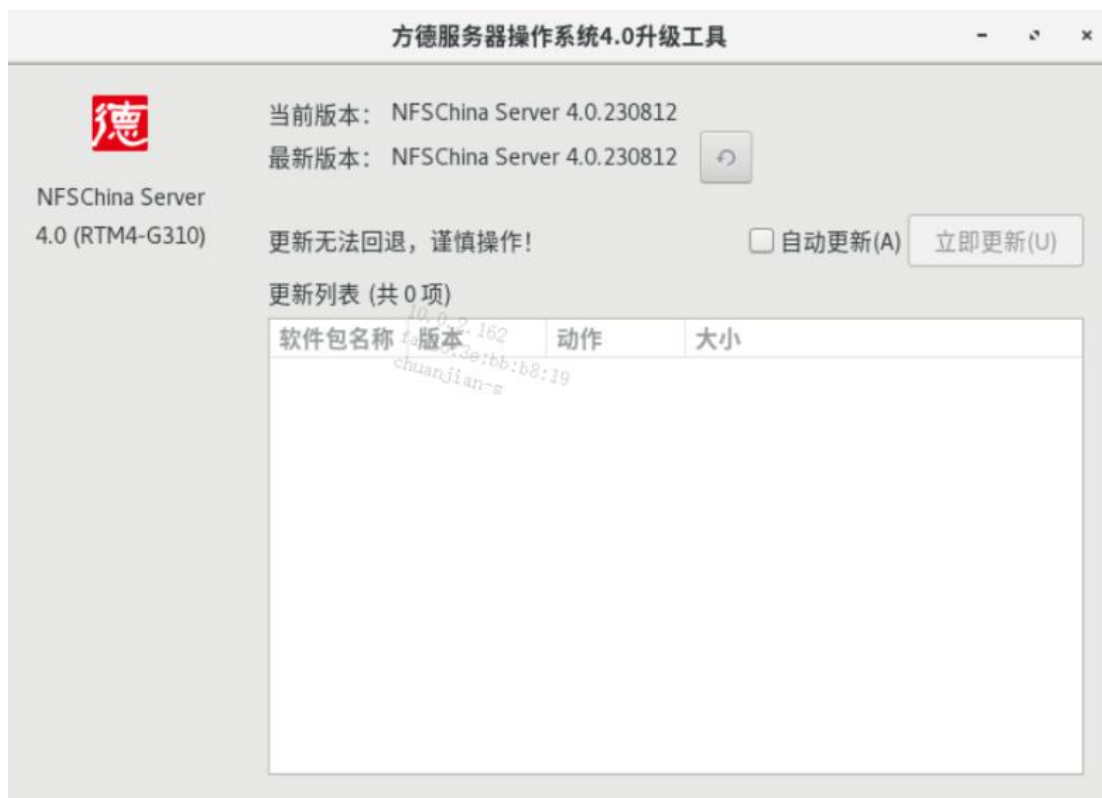 方德服务器操作系统4.0升级工具
德
NFSChina Server
4.0 (RTM4-G310)
当前版本: NFSChina Server 4.0.230812
最新版本: NFSChina Server 4.0.230812
更新无法回退，谨慎操作!
自动更新(A)
立即更新(U)
更新列表 (共 0 项)
软件包名称 版本 动作 大小
10.0.2.162
3e:bb:b8:19
chuanjian-s